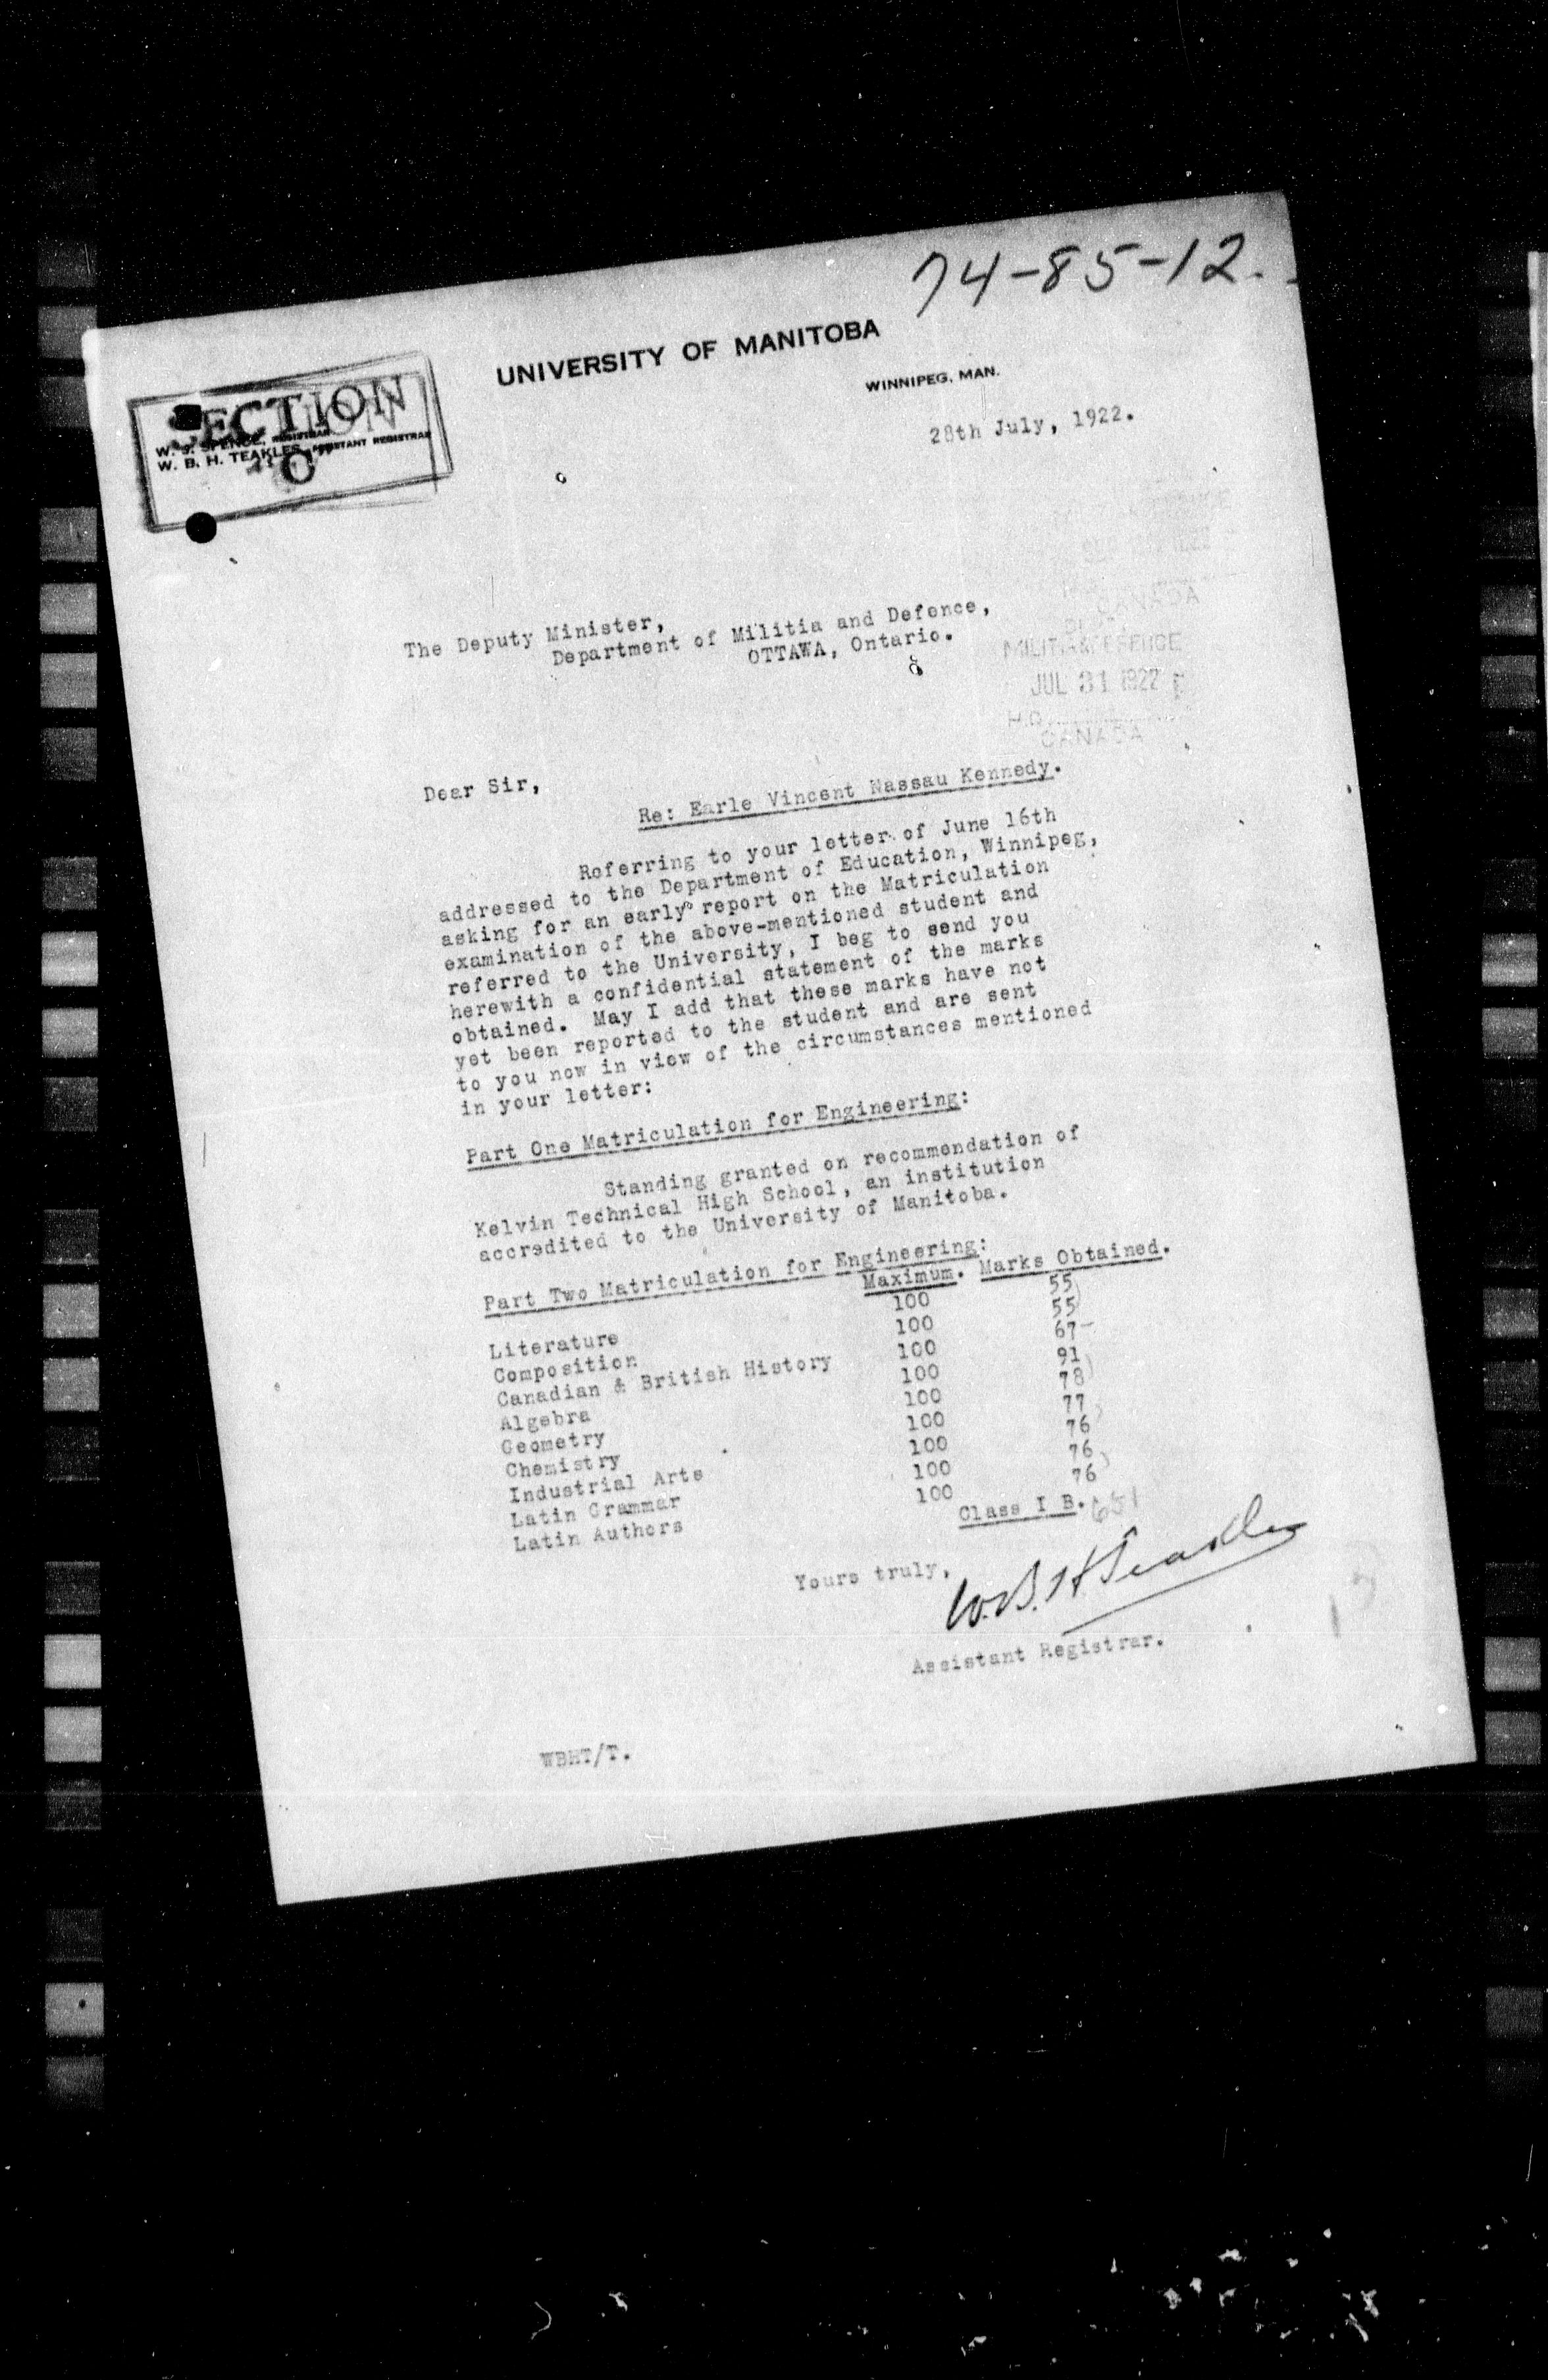 74-85-12.
UNIVERSITY OF MANITOBA
WINNIPEG, MAN.
SECTION
W. J. SPENCE, REGISTRAR
W. B. H. TEAKLES, ASSISTANT REGISTRAR
C
28th July, 1922.
The Deputy Minister,
Department of Militia and Defence,
OTTAWA, Ontario.
CANADA
MILITIA & DEFENCE
JUL 31 1922
H.Q.
CANADA
Dear Sir,
Re: Earle Vincent Nassau Kennedy.
Referring to your letter of June 16th
addressed to the Department of Education, Winnipeg,
asking for an early report on the Matriculation
examination of the above-mentioned student and
referred to the University, I beg to send you
herewith a confidential statement of the marks
obtained. May I add that these marks have not
yet been reported to the student and are sent
to you now in view of the circumstances mentioned
in your letter:
Part One Matriculation for Engineering:
Standing granted on recommendation of
Kelvin Technical High School, an institution
accredited to the University of Manitoba.
Part Two Matriculation for Engineering:
Maximum. Marks Obtained.
Literature 100 55
Composition 100 55
Canadian & British History 100 67
Algebra 100 91
Geometry 100 78
Chemistry 100 77
Industrial Arts 100 76
Latin Grammar 100 76
Latin Authors 100 76
Class I B. 651
Yours truly,
W.B.H Teakles
Assistant Registrar.
WBHT/T.